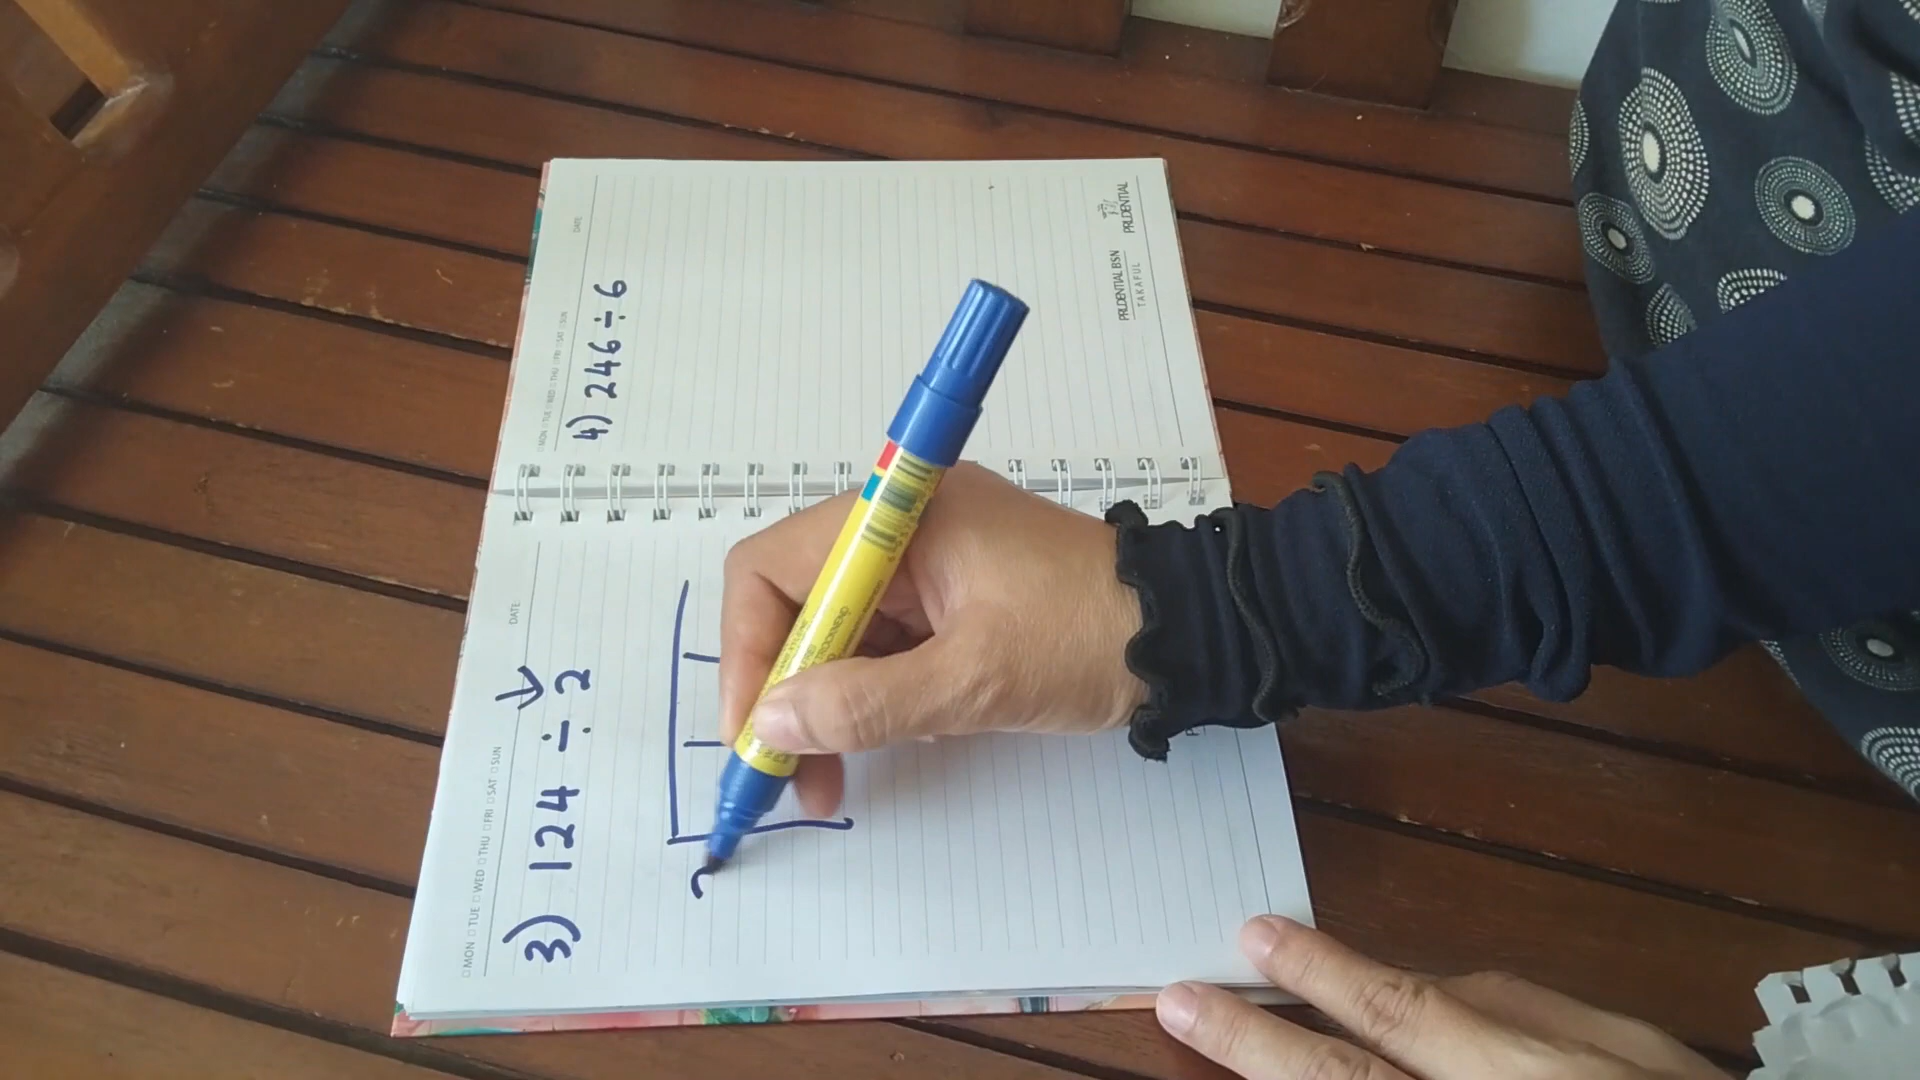 DATE:
□MON □TUE □WED □THU □FRI □SAT □SUN
3) 124 ÷ 2
DATE:
□MON □TUE □WED □THU □FRI □SAT □SUN
4) 246 ÷ 6
PRUDENTIAL BSN
TAKAFUL
PRUDENTIAL